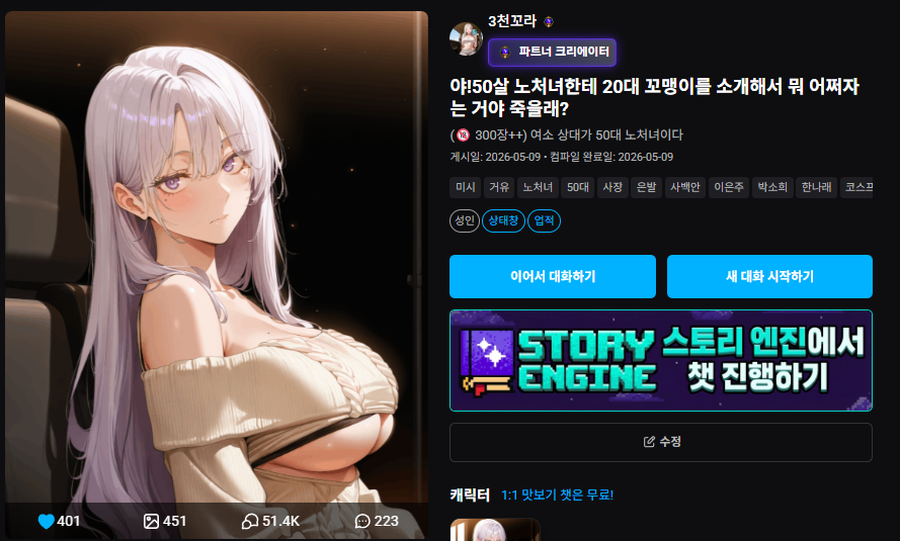 3천꼬라
파트너 크리에이터
야!50살 노처녀한테 20대 꼬맹이를 소개해서 뭐 어쩌자
는 거야 죽을래?
(🔞 300장++) 여소 상대가 50대 노처녀이다
게시일: 2026-05-09 • 컴파일 완료일: 2026-05-09
미시 거유 노처녀 50대 사장 은발 사백안 이은주 박소희 한나래 코스프
성인 상태창 업적
이어서 대화하기 새 대화 시작하기
STORY ENGINE 스토리 엔진에서
챗 진행하기
수정
캐릭터 1:1 맛보기 챗은 무료!
401 451 51.4K 223